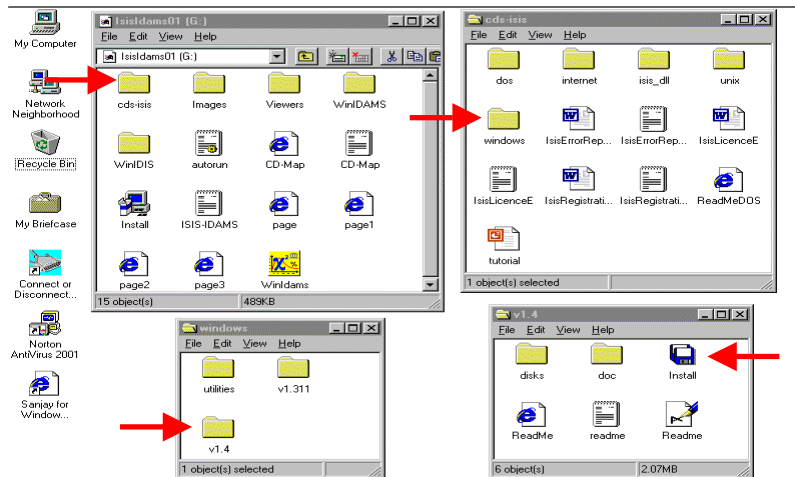 My Computer
Network
Neighborhood
Recycle Bin
My Briefcase
Connect or
Disconnect...
Norton
AntiVirus 2001
Sanjay for
Window...
IsisIdams01 (G:)
File Edit View Help
IsisIdams01 (G:)
cds-isis Images Viewers WinIDAMS
WinIDIS autorun CD-Map CD-Map
Install ISIS-IDAMS page page1
page2 page3 WinIdams
15 object(s) 489KB
cds-isis
File Edit View Help
dos internet isis_dll unix
windows IsisErrorRep... IsisErrorRep... IsisLicenceE
IsisLicenceE IsisRegistrati... IsisRegistrati... ReadMeDOS
tutorial
1 object(s) selected
windows
File Edit View Help
utilities v1.311
v1.4
1 object(s) selected
v1.4
File Edit View Help
disks doc Install
ReadMe readme Readme
6 object(s) 2.07MB